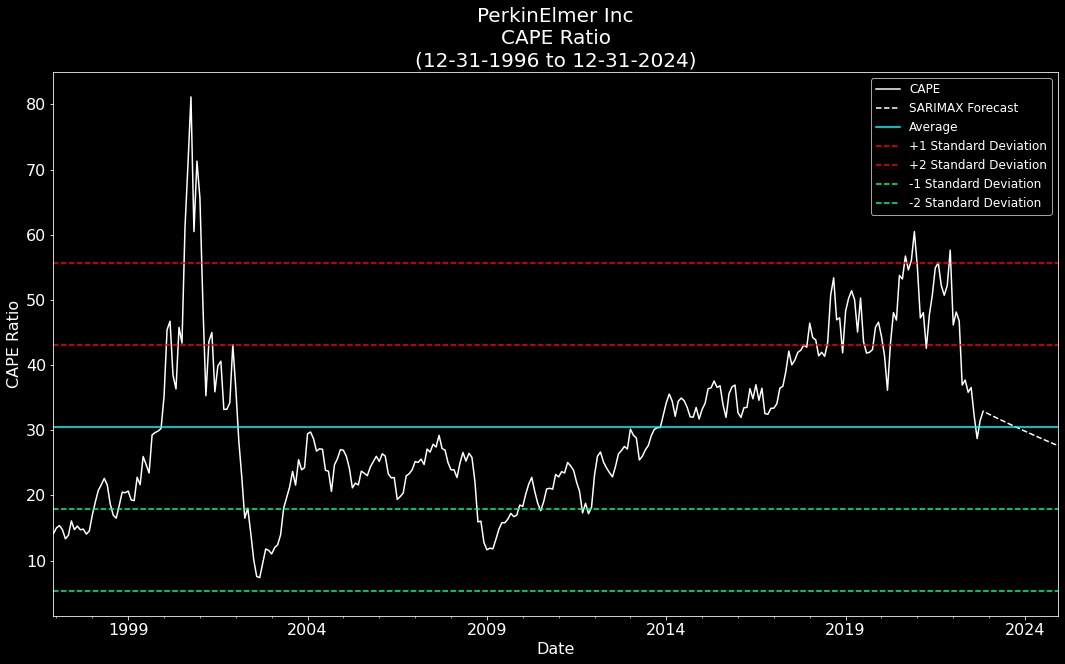 PerkinElmer Inc
CAPE Ratio
(12-31-1996 to 12-31-2024)
CAPE
SARIMAX Forecast
Average
+1 Standard Deviation
+2 Standard Deviation
-1 Standard Deviation
-2 Standard Deviation
CAPE Ratio
80
70
60
50
40
30
20
10
1999
2004
2009
2014
2019
2024
Date